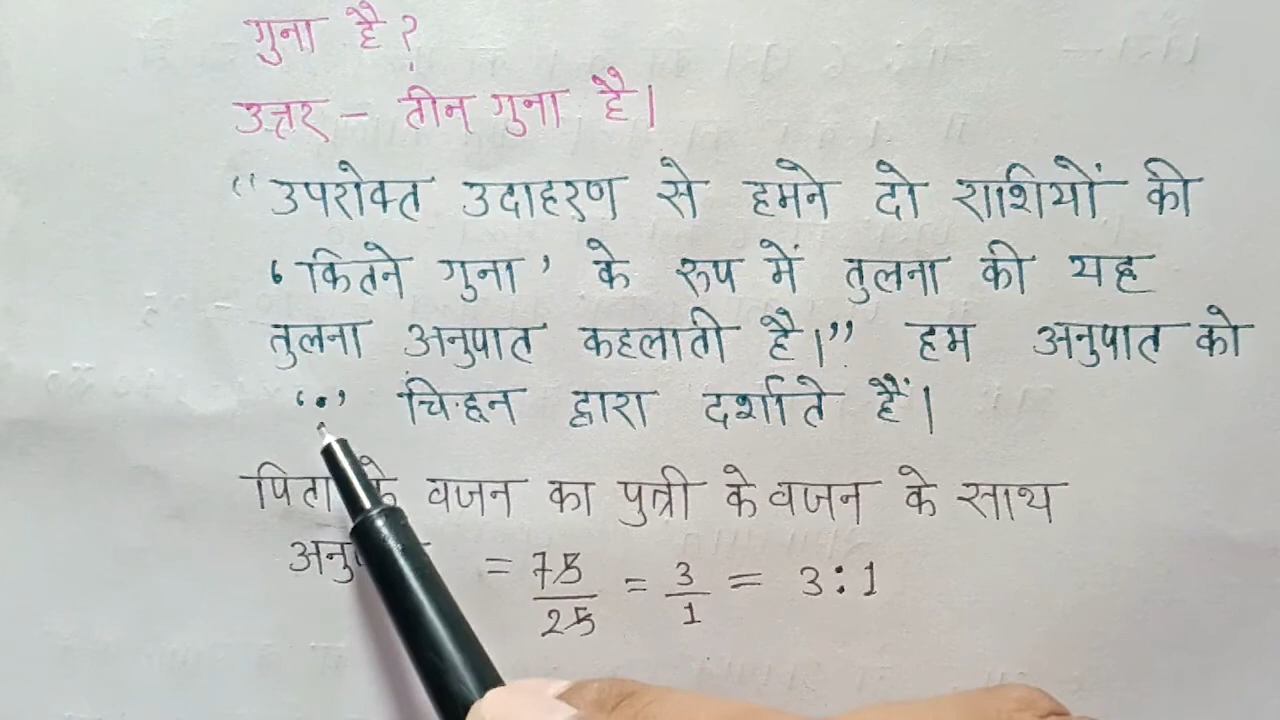 गुना है?
उत्तर – तीन गुना है।
“उपरोक्त उदाहरण से हमने दो राशियों की
‘कितने गुना’ के रूप में तुलना की यह
तुलना अनुपात कहलाती है।” हम अनुपात को
‘:’ चिह्न द्वारा दर्शाते हैं।
पिता के वजन का पुत्री के वजन के साथ
= 75/25 = 3/1 = 3:1